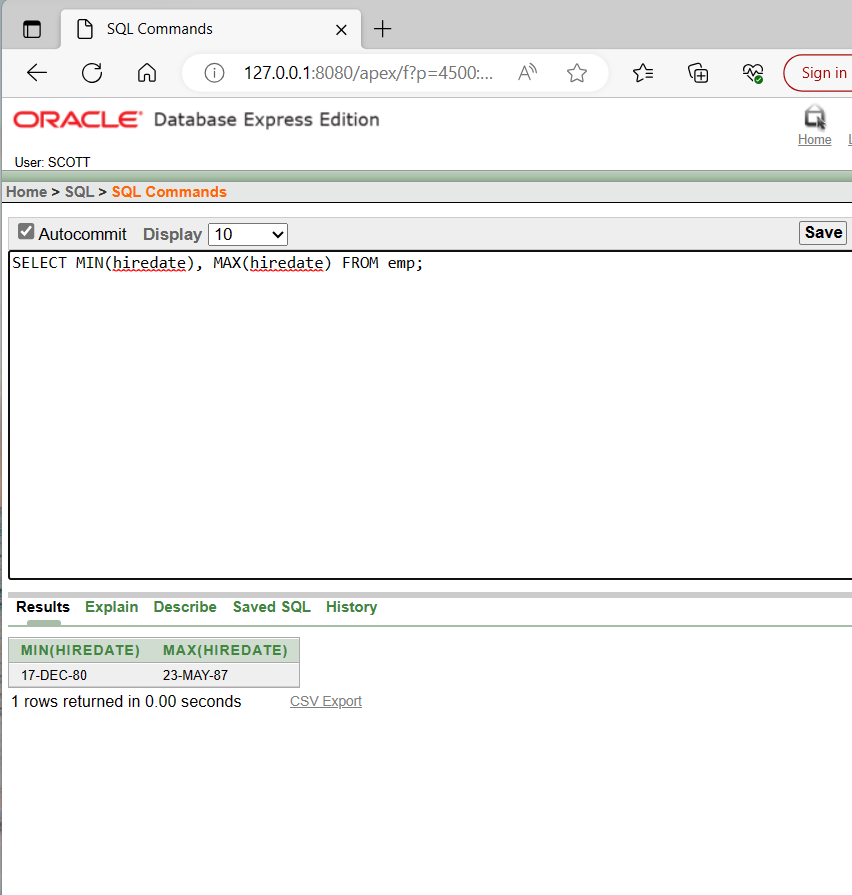 SQL Commands
127.0.0.1:8080/apex/f?p=4500:...
Sign in
ORACLE Database Express Edition
Home
User: SCOTT
Home > SQL > SQL Commands
Autocommit Display 10 Save
SELECT MIN(hiredate), MAX(hiredate) FROM emp;
Results Explain Describe Saved SQL History
MIN(HIREDATE) MAX(HIREDATE)
17-DEC-80 23-MAY-87
1 rows returned in 0.00 seconds CSV Export